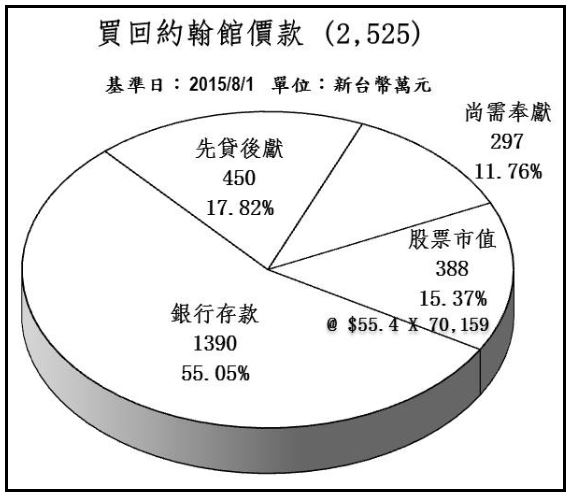 買回約翰館價款 (2,525)
基準日：2015/8/1 單位：新台幣萬元
尚需奉獻
297
11.76%
先貸後獻
450
17.82%
股票市值
388
15.37%
@ $55.4 X 70,159
銀行存款
1390
55.05%